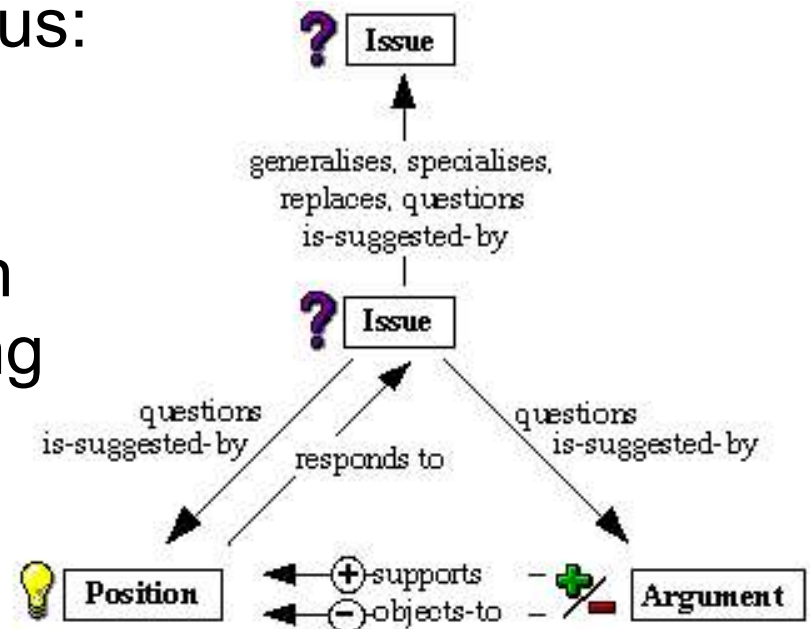 us:
Issue
generalises, specialises,
replaces, questions
is-suggested-by
n
ng
Issue
questions
is-suggested-by
responds to
questions
is-suggested-by
Position
+ supports
- objects-to
Argument